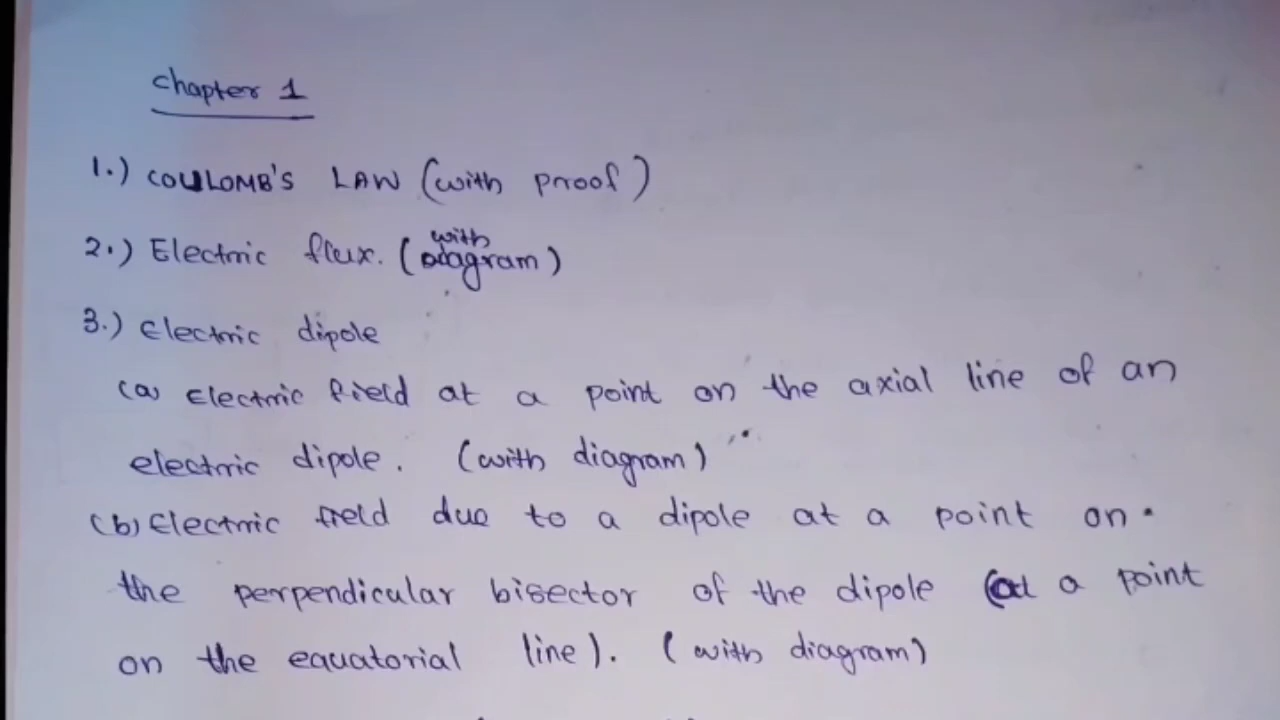 Chapter 1
1.) COULOMB'S LAW (with proof)
2.) Electric flux. (with diagram)
3.) Electric dipole
(a) Electric field at a point on the axial line of an
electric dipole. (with diagram)
(b) Electric field due to a dipole at a point on
the perpendicular bisector of the dipole (at a point
on the equatorial line). (with diagram)